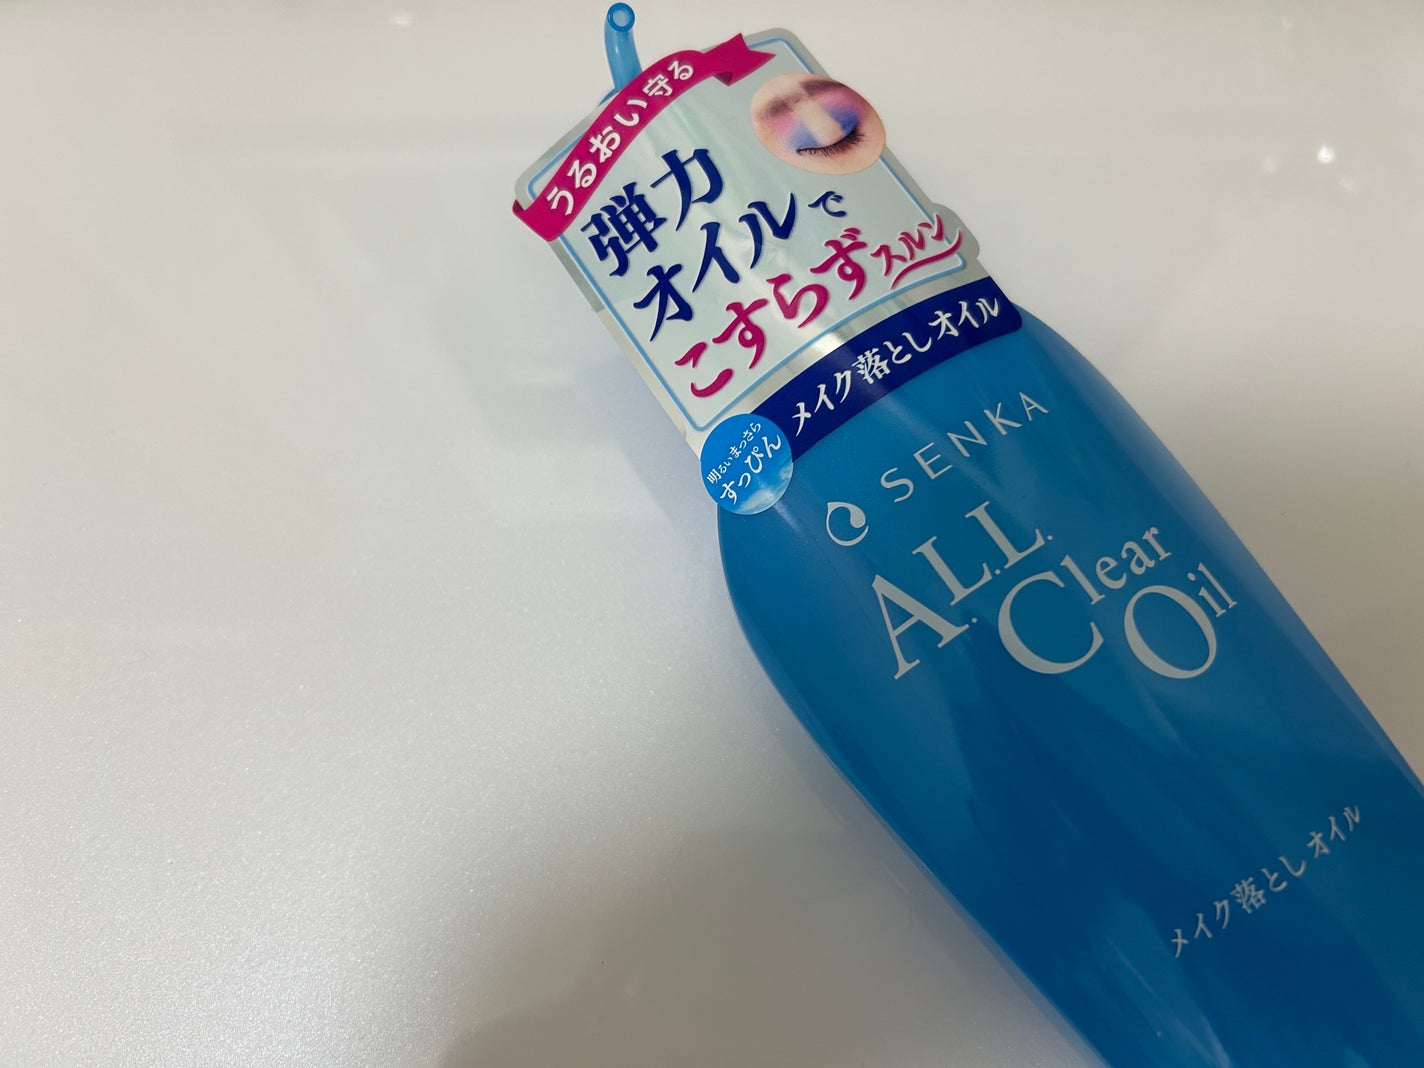 うるおい守る
弾力
オイルで
こすらずスルン
メイク落としオイル
明るいまっさら
すっぴん
SENKA
A.L.L.
Clear
Oil
メイク落としオイル